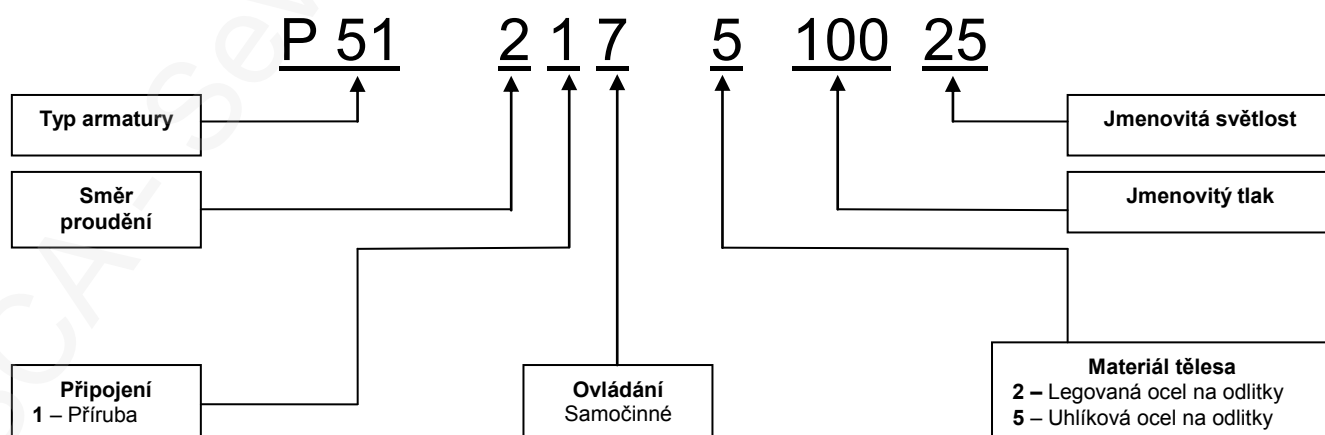 P 51 2 1 7 5 100 25
Typ armatury
Jmenovitá světlost
Směr
proudění
Jmenovitý tlak
Připojení
1 – Příruba
Ovládání
Samočinné
Materiál tělesa
2 – Legovaná ocel na odlitky
5 – Uhlíková ocel na odlitky